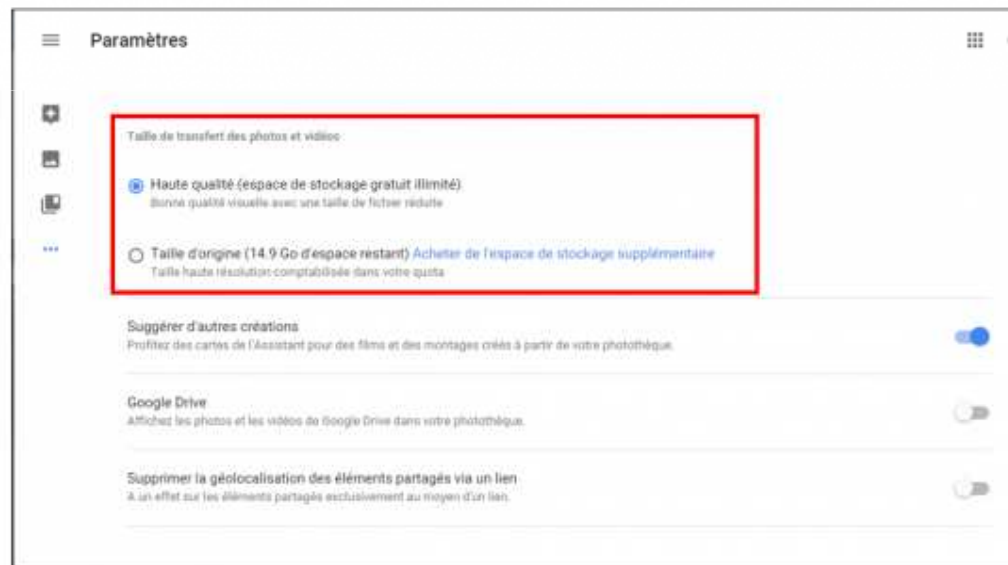 Paramètres
Taille de transfert des photos et vidéos
Haute qualité (espace de stockage gratuit illimité)
Bonne qualité visuelle avec une taille de fichier réduite
Taille d'origine (14.9 Go d'espace restant) Acheter de l'espace de stockage supplémentaire
Taille haute résolution comptabilisée dans votre quota
Suggérer d'autres créations
Profitez des cartes de l'Assistant pour des films et des montages créés à partir de votre photothèque.
Google Drive
Affichez les photos et les vidéos de Google Drive dans votre photothèque.
Supprimer la géolocalisation des éléments partagés via un lien
A un effet sur les éléments partagés exclusivement au moyen d'un lien.